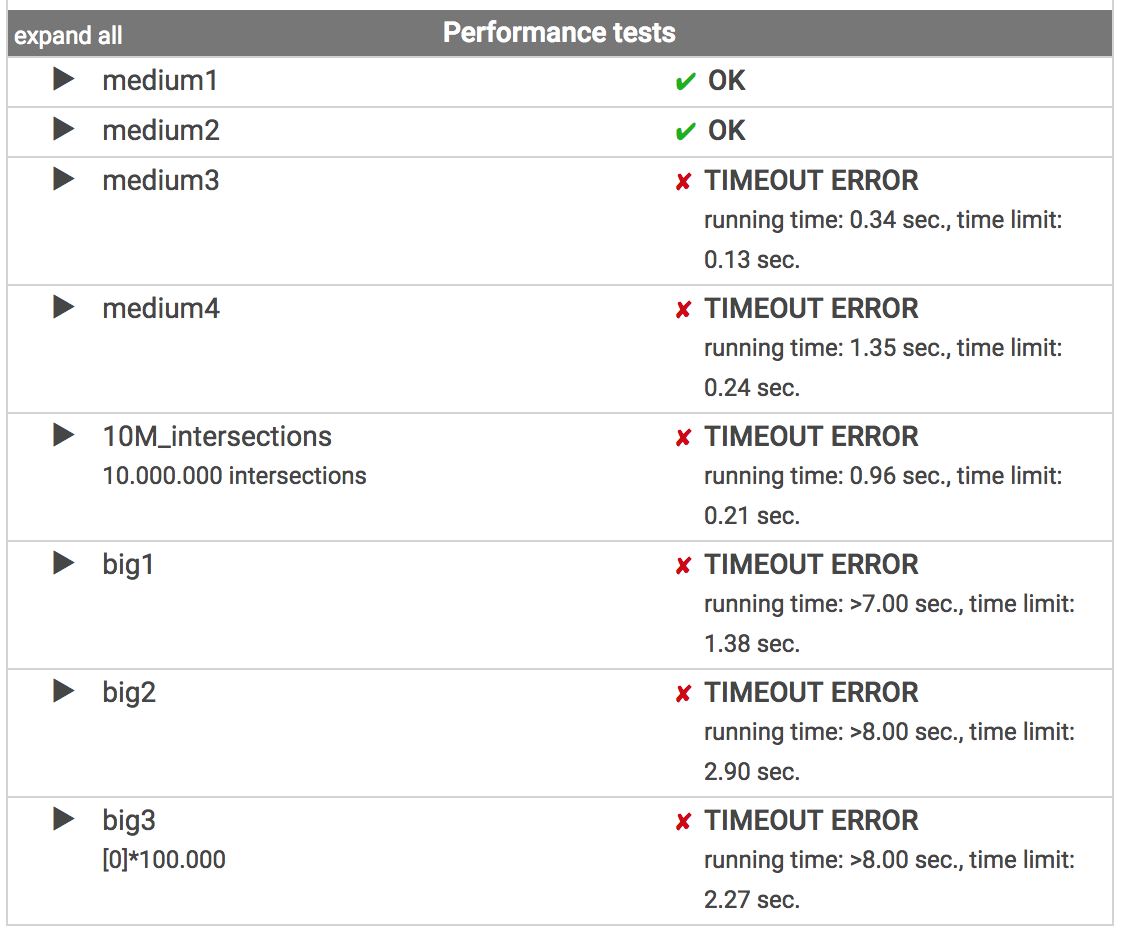 expand all Performance tests
medium1 OK
medium2 OK
medium3 TIMEOUT ERROR
running time: 0.34 sec., time limit:
0.13 sec.
medium4 TIMEOUT ERROR
running time: 1.35 sec., time limit:
0.24 sec.
10M_intersections TIMEOUT ERROR
10.000.000 intersections running time: 0.96 sec., time limit:
0.21 sec.
big1 TIMEOUT ERROR
running time: >7.00 sec., time limit:
1.38 sec.
big2 TIMEOUT ERROR
running time: >8.00 sec., time limit:
2.90 sec.
big3 TIMEOUT ERROR
[0]*100.000 running time: >8.00 sec., time limit:
2.27 sec.